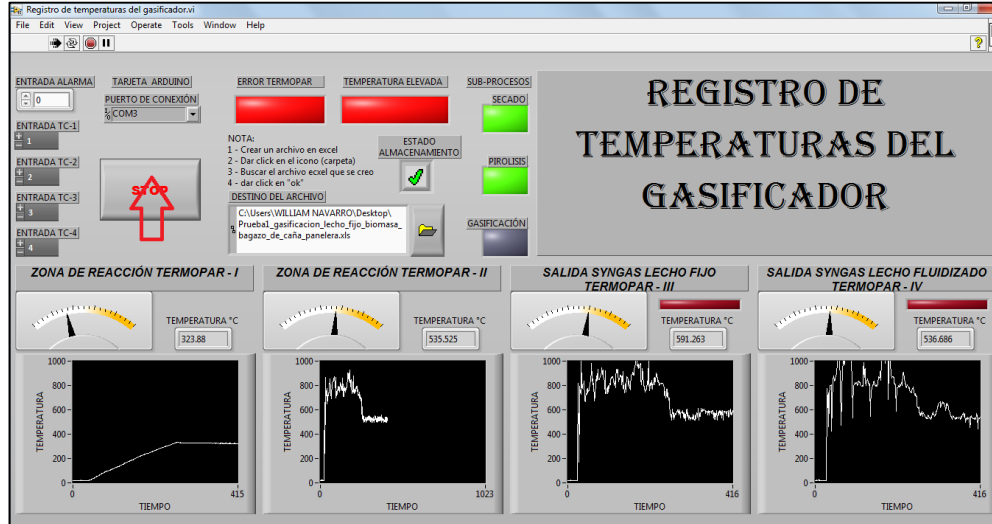 Registro de temperaturas del gasificador.vi
File Edit View Project Operate Tools Window Help
ENTRADA ALARMA
0
ENTRADA TC-1
1
ENTRADA TC-2
2
ENTRADA TC-3
3
ENTRADA TC-4
4
TARJETA ARDUINO
PUERTO DE CONEXIÓN
COM3
STOP
ERROR TERMOPAR
TEMPERATURA ELEVADA
NOTA:
1 - Crear un archivo en excel
2 - Dar click en el icono (carpeta)
3 - Buscar el archivo excel que se creo
4 - dar click en "ok"
ESTADO
ALMACENAMIENTO
DESTINO DEL ARCHIVO
C:\Users\WILLIAM NAVARRO\Desktop\
Prueba1_gasificacion_lecho_fijo_biomasa_
bagazo_de_caña_panelera.xls
SUB-PROCESOS
SECADO
PIROLISIS
GASIFICACIÓN
REGISTRO DE
TEMPERATURAS DEL
GASIFICADOR
ZONA DE REACCIÓN TERMOPAR - I
TEMPERATURA °C
323.88
TEMPERATURA
1000
800
600
400
200
0
0
415
TIEMPO
ZONA DE REACCIÓN TERMOPAR - II
TEMPERATURA °C
535.525
TEMPERATURA
1000
800
600
400
200
0
0
1023
TIEMPO
SALIDA SYNGAS LECHO FIJO
TERMOPAR - III
TEMPERATURA °C
591.263
TEMPERATURA
1000
800
600
400
200
0
0
416
TIEMPO
SALIDA SYNGAS LECHO FLUIDIZADO
TERMOPAR - IV
TEMPERATURA °C
536.686
TEMPERATURA
1000
800
600
400
200
0
0
416
TIEMPO